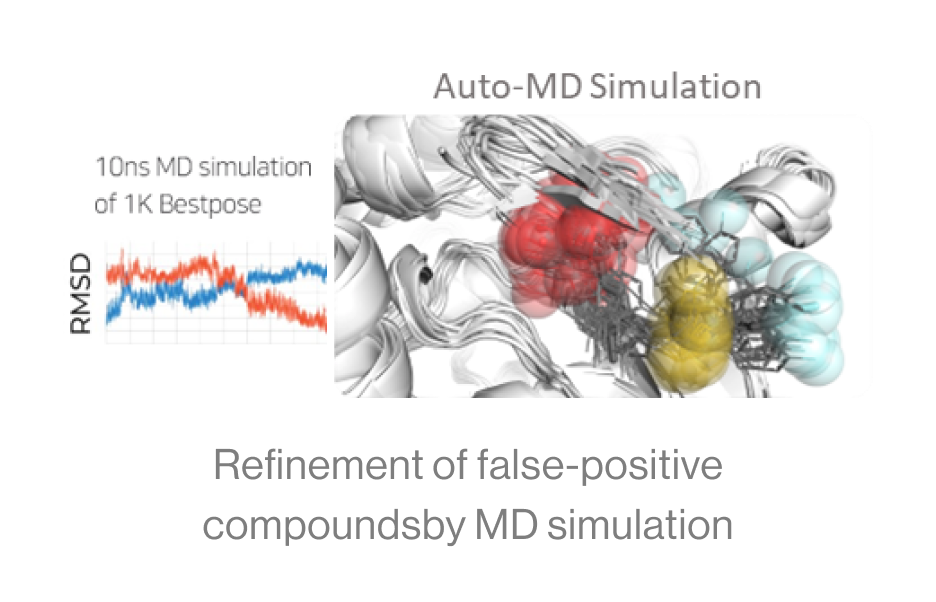 Auto-MD Simulation
10ns MD simulation
of 1K Bestpose
RMSD
Refinement of false-positive
compoundsby MD simulation